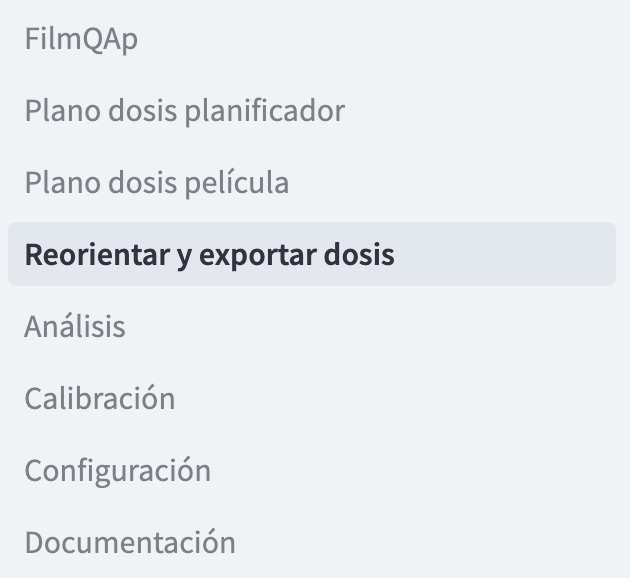 FilmQAp
Plano dosis planificador
Plano dosis película
Reorientar y exportar dosis
Análisis
Calibración
Configuración
Documentación